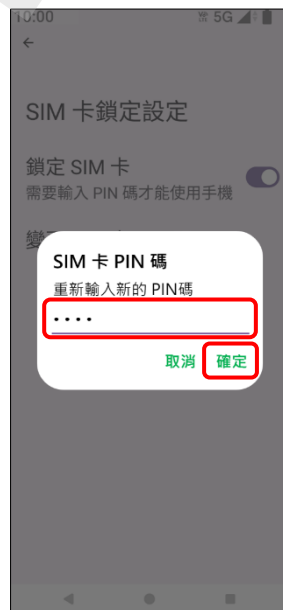 10:00 5G
SIM 卡鎖定設定
鎖定 SIM 卡
需要輸入 PIN 碼才能使用手機
SIM 卡 PIN 碼
重新輸入新的 PIN碼
••••
取消 確定